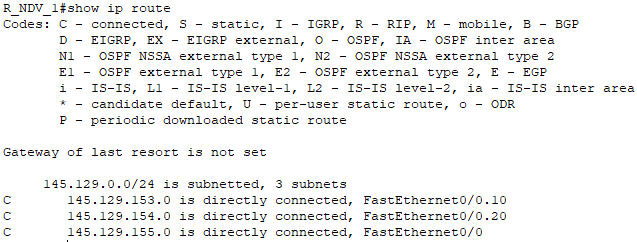 R_NDV_1#show ip route
Codes: C - connected, S - static, I - IGRP, R - RIP, M - mobile, B - BGP
       D - EIGRP, EX - EIGRP external, O - OSPF, IA - OSPF inter area
       N1 - OSPF NSSA external type 1, N2 - OSPF NSSA external type 2
       E1 - OSPF external type 1, E2 - OSPF external type 2, E - EGP
       i - IS-IS, L1 - IS-IS level-1, L2 - IS-IS level-2, ia - IS-IS inter area
       * - candidate default, U - per-user static route, o - ODR
       P - periodic downloaded static route

Gateway of last resort is not set

     145.129.0.0/24 is subnetted, 3 subnets
C       145.129.153.0 is directly connected, FastEthernet0/0.10
C       145.129.154.0 is directly connected, FastEthernet0/0.20
C       145.129.155.0 is directly connected, FastEthernet0/0